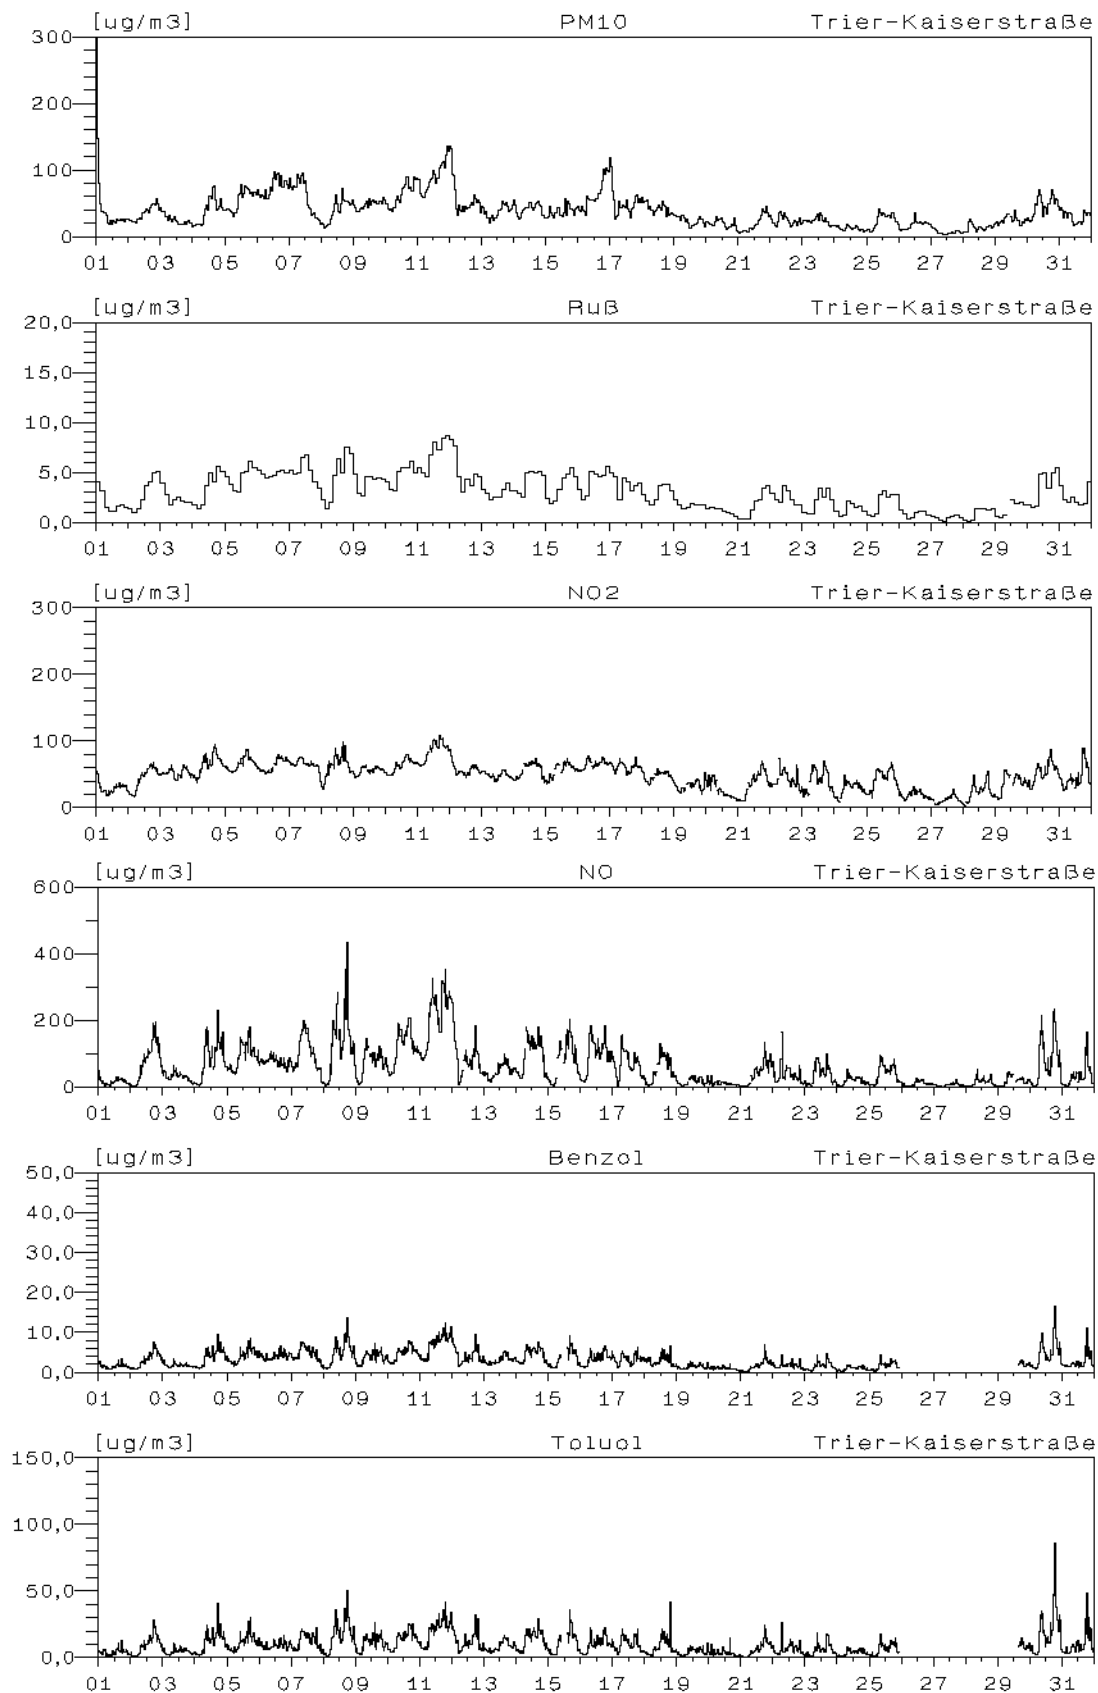 [ug/m3] PM10 Trier-Kaiserstraße
300
200
100
0
01 03 05 07 09 11 13 15 17 19 21 23 25 27 29 31
[ug/m3] Ruß Trier-Kaiserstraße
20,0
15,0
10,0
5,0
0,0
01 03 05 07 09 11 13 15 17 19 21 23 25 27 29 31
[ug/m3] NO2 Trier-Kaiserstraße
300
200
100
0
01 03 05 07 09 11 13 15 17 19 21 23 25 27 29 31
[ug/m3] NO Trier-Kaiserstraße
600
400
200
0
01 03 05 07 09 11 13 15 17 19 21 23 25 27 29 31
[ug/m3] Benzol Trier-Kaiserstraße
50,0
40,0
30,0
20,0
10,0
0,0
01 03 05 07 09 11 13 15 17 19 21 23 25 27 29 31
[ug/m3] Toluol Trier-Kaiserstraße
150,0
100,0
50,0
0,0
01 03 05 07 09 11 13 15 17 19 21 23 25 27 29 31